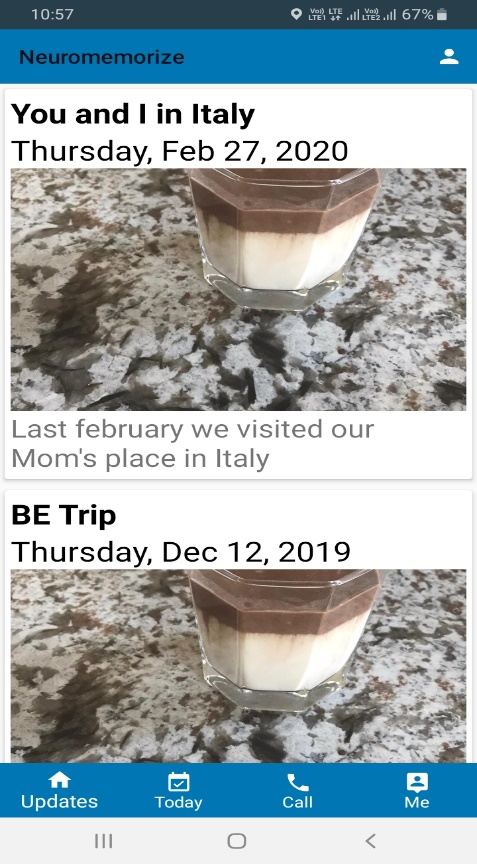 10:57
Vo)) LTE Vo)) 67%
LTE1 LTE2
Neuromemorize
You and I in Italy
Thursday, Feb 27, 2020
Last february we visited our
Mom's place in Italy
BE Trip
Thursday, Dec 12, 2019
Updates Today Call Me